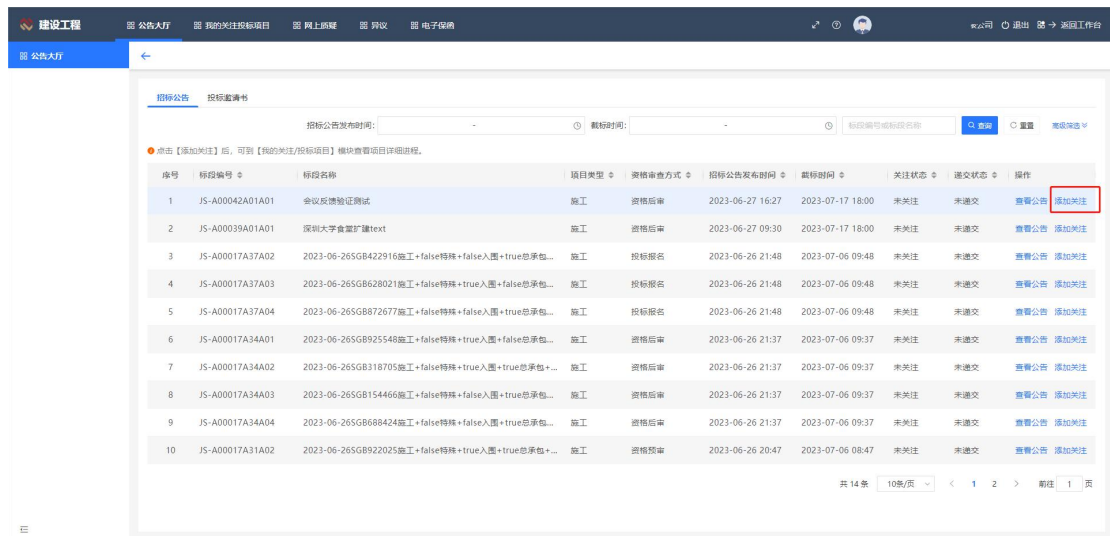 建设工程 公告大厅 我的关注投标项目 网上质疑 异议 电子保函 退出 返回工作台
公告大厅
招标公告 投标邀请书
招标公告发布时间: - 截标时间: - 标段编号或标段名称 查询 重置 高级筛选
点击【添加关注】后，可到【我的关注/投标项目】模块查看项目详细进程。
序号 标段编号 标段名称 项目类型 资格审查方式 招标公告发布时间 截标时间 关注状态 递交状态 操作
1 JS-A00042A01A01 会议反馈验证测试 施工 资格后审 2023-06-27 16:27 2023-07-17 18:00 未关注 未递交 查看公告 添加关注
2 JS-A00039A01A01 深圳大学食堂扩建text 施工 资格后审 2023-06-27 09:30 2023-07-17 18:00 未关注 未递交 查看公告 添加关注
3 JS-A00017A37A02 2023-06-26SGB422916施工+false特殊+false入围+true总承包... 施工 投标报名 2023-06-26 21:48 2023-07-06 09:48 未关注 未递交 查看公告 添加关注
4 JS-A00017A37A03 2023-06-26SGB628021施工+false特殊+true入围+false总承包... 施工 投标报名 2023-06-26 21:48 2023-07-06 09:48 未关注 未递交 查看公告 添加关注
5 JS-A00017A37A04 2023-06-26SGB872677施工+false特殊+false入围+true总承包... 施工 投标报名 2023-06-26 21:48 2023-07-06 09:48 未关注 未递交 查看公告 添加关注
6 JS-A00017A34A01 2023-06-26SGB925548施工+false特殊+true入围+false总承包... 施工 资格后审 2023-06-26 21:37 2023-07-06 09:37 未关注 未递交 查看公告 添加关注
7 JS-A00017A34A02 2023-06-26SGB318705施工+false特殊+true入围+true总承包+... 施工 资格后审 2023-06-26 21:37 2023-07-06 09:37 未关注 未递交 查看公告 添加关注
8 JS-A00017A34A03 2023-06-26SGB154466施工+false特殊+false入围+true总承包... 施工 资格后审 2023-06-26 21:37 2023-07-06 09:37 未关注 未递交 查看公告 添加关注
9 JS-A00017A34A04 2023-06-26SGB688424施工+false特殊+false入围+true总承包... 施工 资格后审 2023-06-26 21:37 2023-07-06 09:37 未关注 未递交 查看公告 添加关注
10 JS-A00017A31A02 2023-06-26SGB922025施工+false特殊+true入围+true总承包+... 施工 资格预审 2023-06-26 20:47 2023-07-06 08:47 未关注 未递交 查看公告 添加关注
共 14 条 10条/页 1 2 前往 1 页